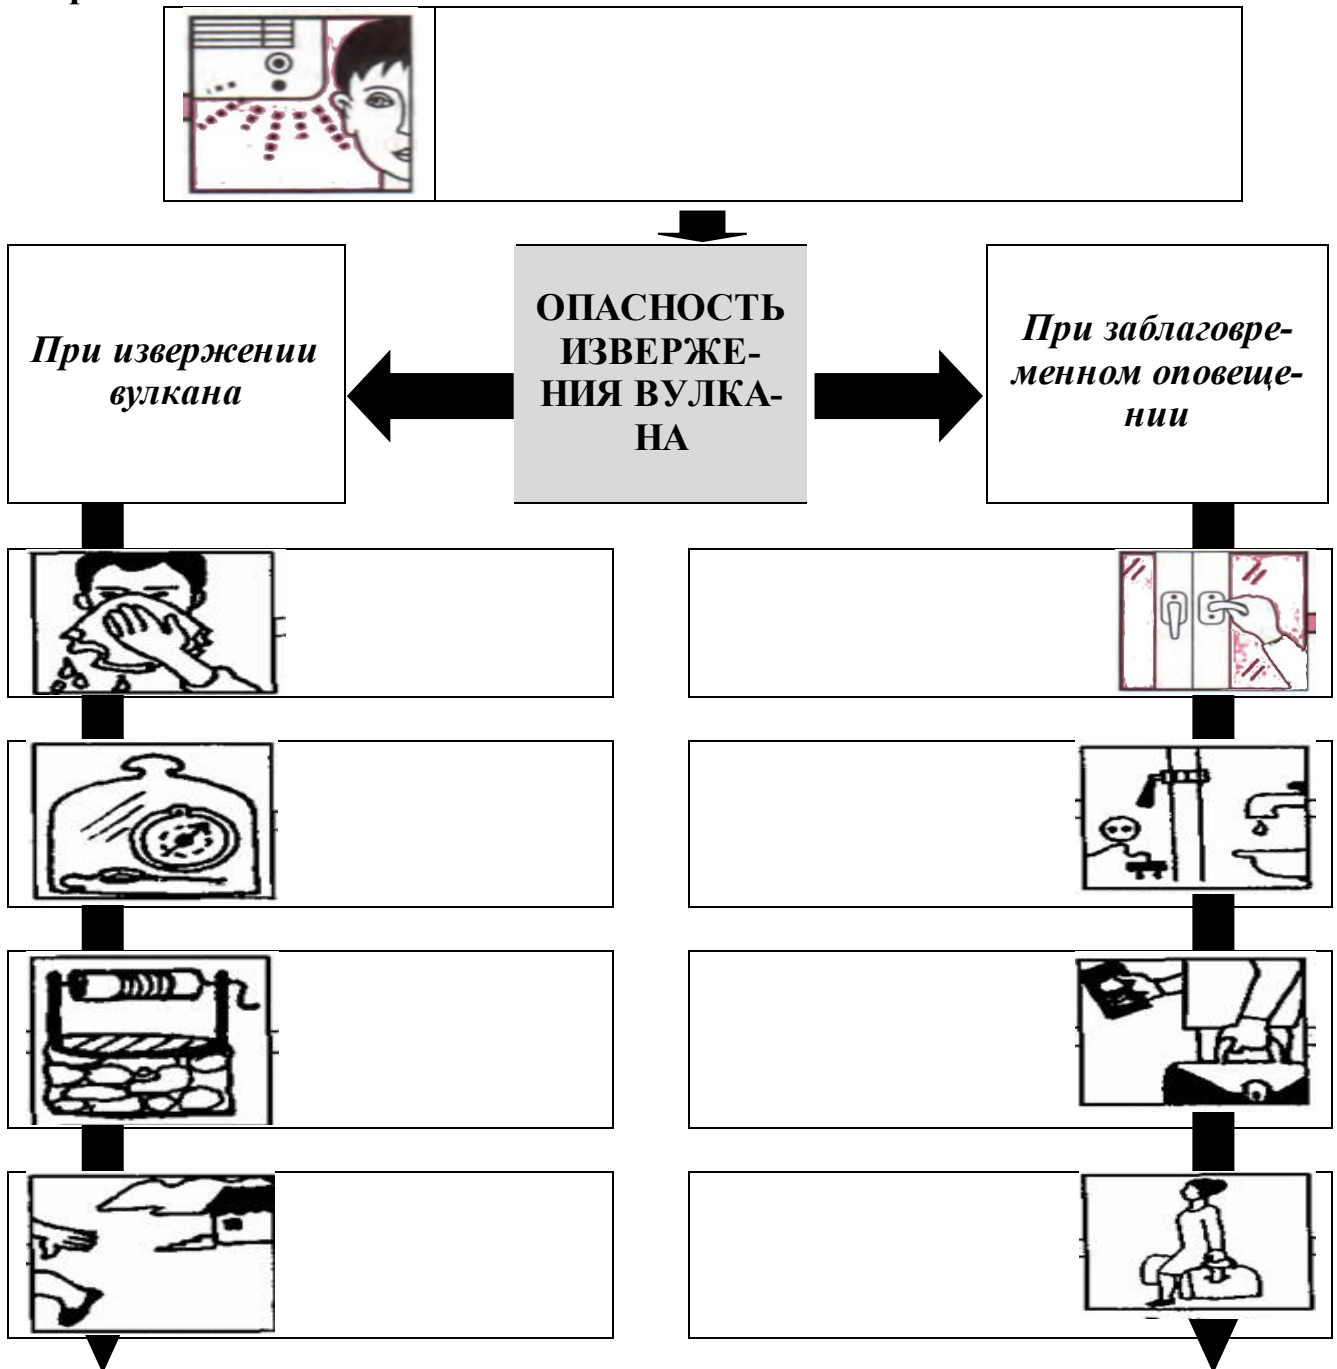 При извержении
вулкана
ОПАСНОСТЬ
ИЗВЕРЖЕ-
НИЯ ВУЛКА-
НА
При заблаговре-
менном оповеще-
нии